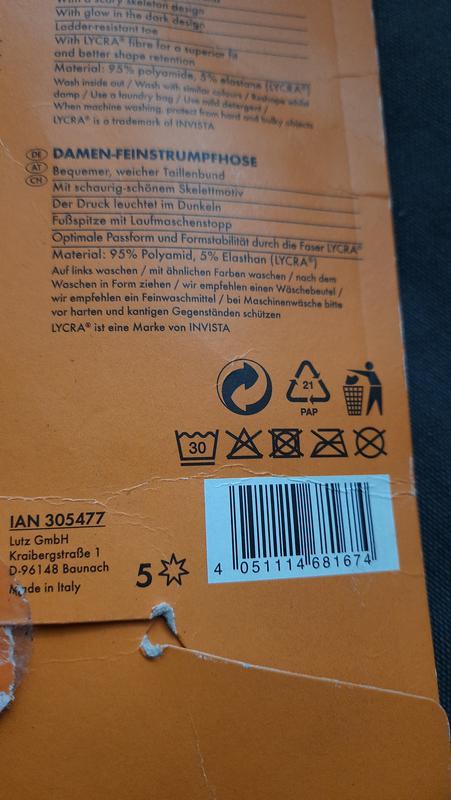 With a scary skeleton design
With glow in the dark design
Ladder-resistant toe
With LYCRA® fibre for a superior fit
and better shape retention
Material: 95% polyamide, 5% elastane (LYCRA®)
Wash inside out / Wash with similar colours / Reshape whilst
damp / Use a laundry bag / Use mild detergent /
When machine washing, protect from hard and bulky objects
LYCRA® is a trademark of INVISTA
DE
AT
CH
DAMEN-FEINSTRUMPFHOSE
Bequemer, weicher Taillenbund
Mit schaurig-schönem Skelettmotiv
Der Druck leuchtet im Dunkeln
Fußspitze mit Laufmaschenstopp
Optimale Passform und Formstabilität durch die Faser LYCRA®
Material: 95% Polyamid, 5% Elasthan (LYCRA®)
Auf links waschen / mit ähnlichen Farben waschen / nach dem
Waschen in Form ziehen / wir empfehlen einen Wäschebeutel /
wir empfehlen ein Feinwaschmittel / bei Maschinenwäsche bitte
vor harten und kantigen Gegenständen schützen
LYCRA® ist eine Marke von INVISTA
21
PAP
30
IAN 305477
Lutz GmbH
Kraibergstraße 1
D-96148 Baunach
Made in Italy
5
4 051114 681674